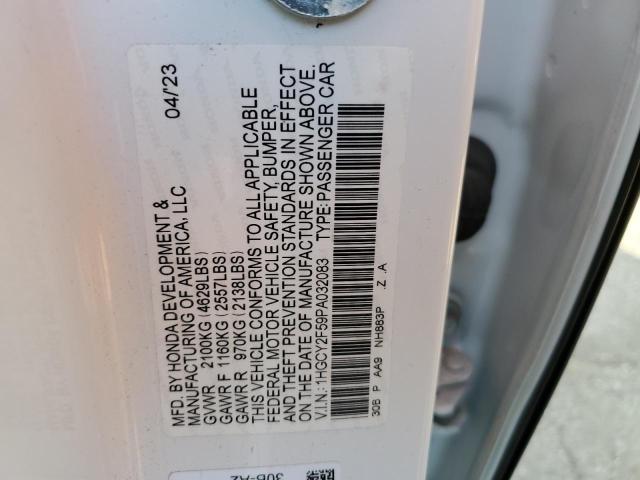 MFD. BY HONDA DEVELOPMENT & 04/'23
MANUFACTURING OF AMERICA, LLC
GVWR 2100KG (4629LBS)
GAWR F 1160KG (2557LBS)
GAWR R 970KG (2138LBS)
THIS VEHICLE CONFORMS TO ALL APPLICABLE
FEDERAL MOTOR VEHICLE SAFETY, BUMPER,
AND THEFT PREVENTION STANDARDS IN EFFECT
ON THE DATE OF MANUFACTURE SHOWN ABOVE.
V.I.N.: 1HGCY2F59PA032083 TYPE: PASSENGER CAR
30B P AA9 NH883P Z .A